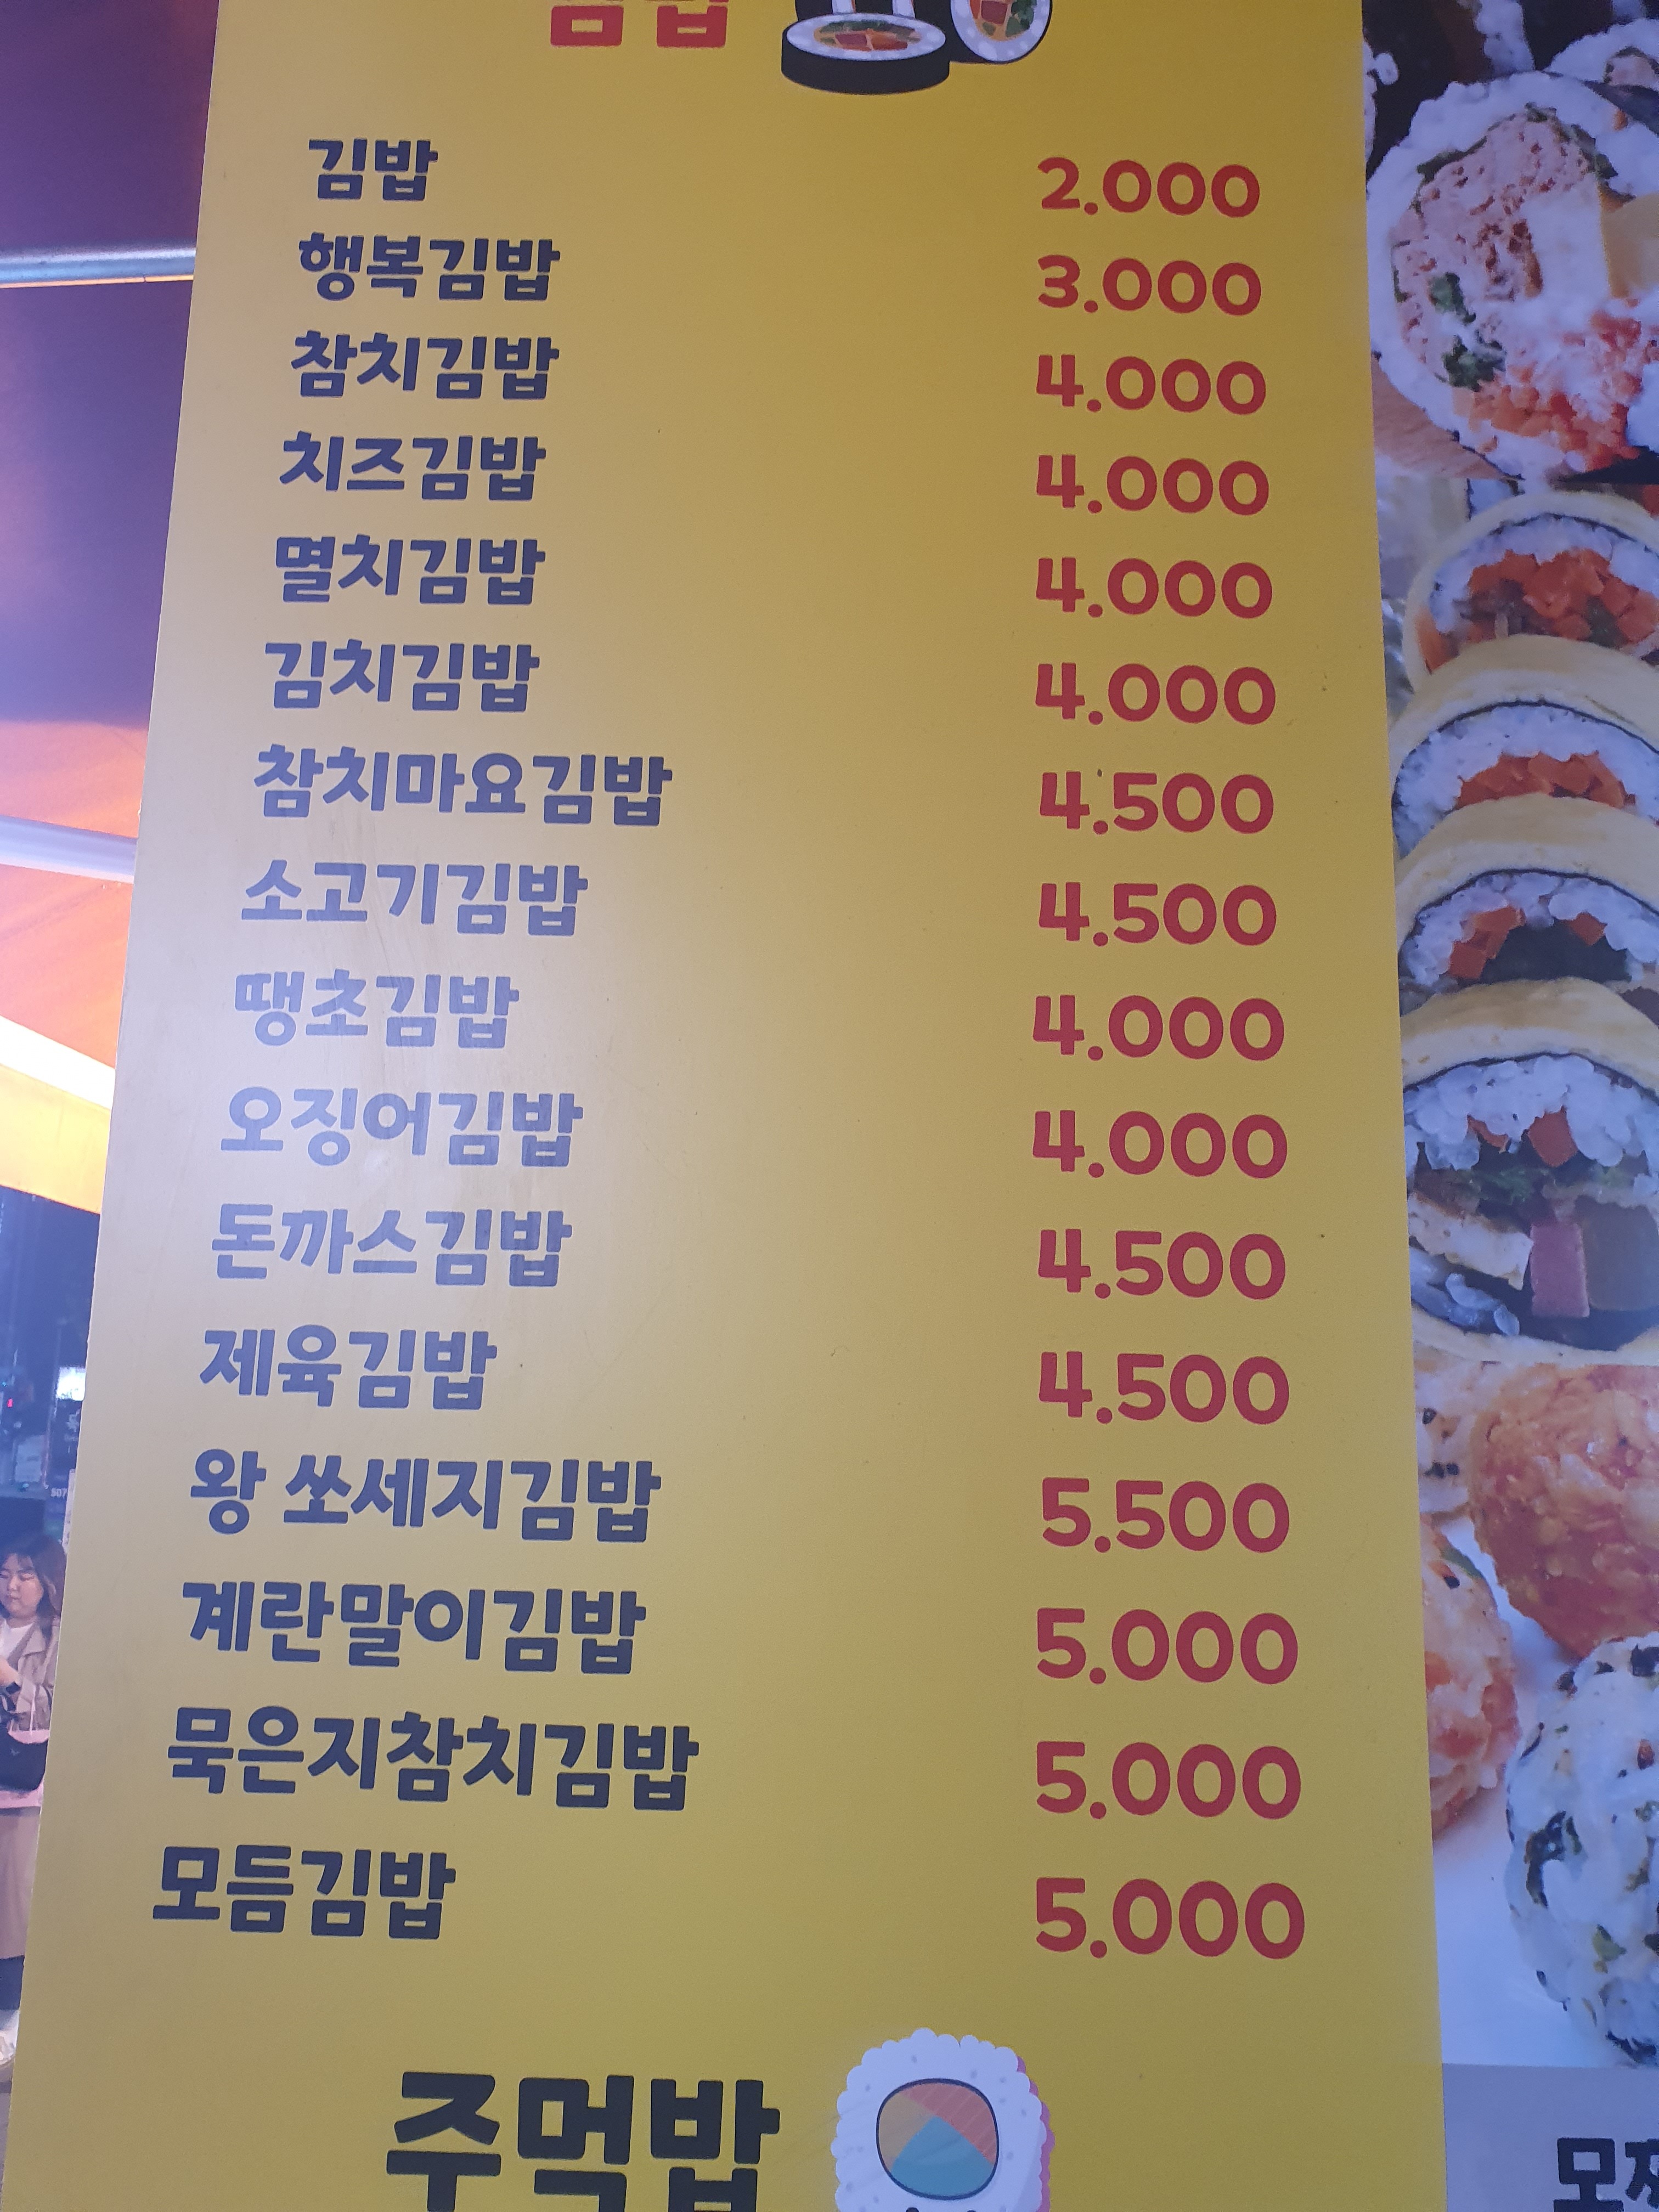 김밥
김밥 2.000
행복김밥 3.000
참치김밥 4.000
치즈김밥 4.000
멸치김밥 4.000
김치김밥 4.000
참치마요김밥 4.500
소고기김밥 4.500
땡초김밥 4.000
오징어김밥 4.000
돈까스김밥 4.500
제육김밥 4.500
왕 쏘세지김밥 5.500
계란말이김밥 5.000
묵은지참치김밥 5.000
모듬김밥 5.000
주먹밥